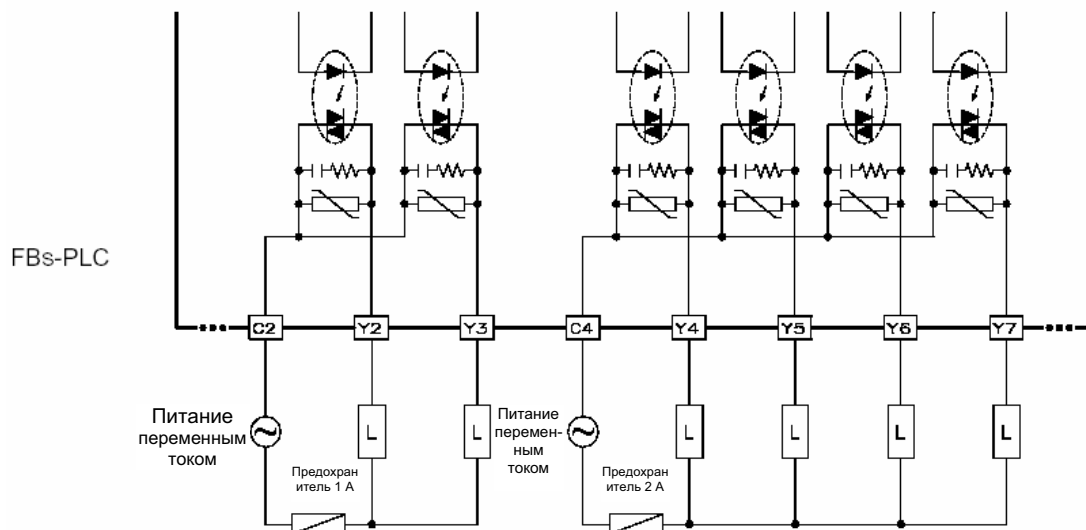 FBs-PLC
C2 Y2 Y3 C4 Y4 Y5 Y6 Y7
Питание
переменным
током
L
L
Питание
перемен-
ным
током
L
L
L
L
Предохран
итель 1 А
Предохран
итель 2 А